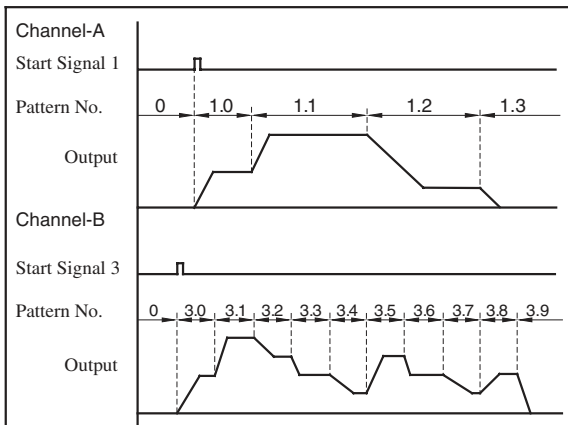 Channel-A
Start Signal 1
Pattern No. 0 1.0 1.1 1.2 1.3
Output
Channel-B
Start Signal 3
Pattern No. 0 3.0 3.1 3.2 3.3 3.4 3.5 3.6 3.7 3.8 3.9
Output